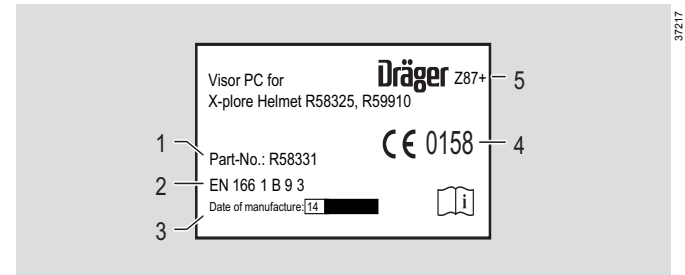 37217
Visor PC for
Dräger Z87+
5
X-plore Helmet R58325, R59910
1
Part-No.: R58331
CE 0158
4
2
EN 166 1 B 9 3
3
Date of manufacture: 14
i